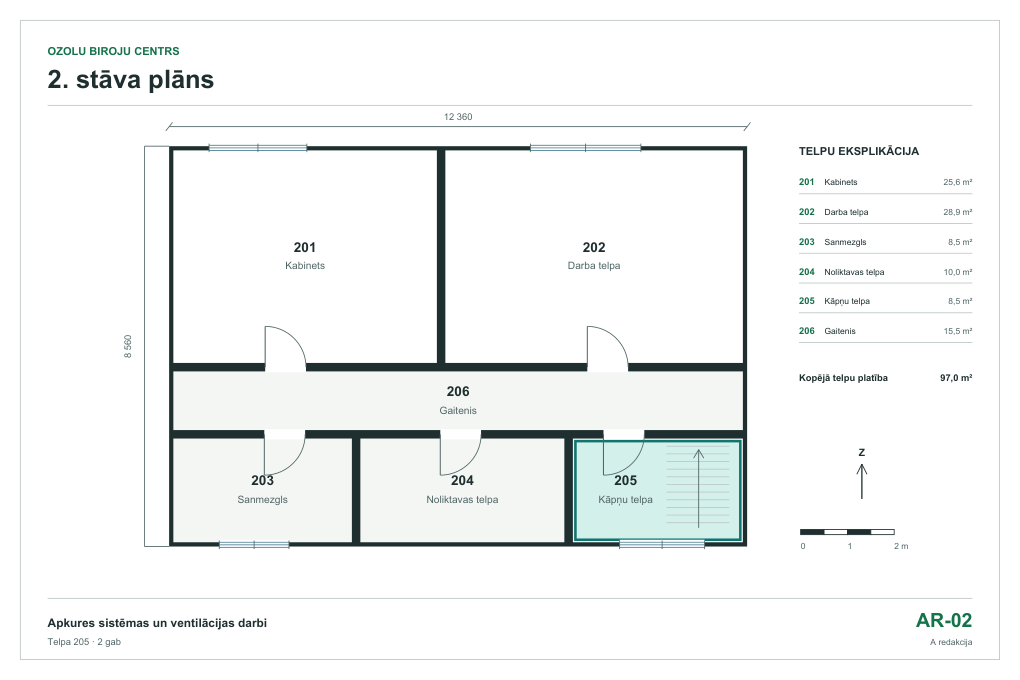 OZOLU BIROJU CENTRS
2. stāva plāns
12 360
8 560
201
Kabinets
202
Darba telpa
206
Gaitenis
203
Sanmezgls
204
Noliktavas telpa
205
Kāpņu telpa
TELPU EKSPLIKĀCIJA
201 Kabinets 25,6 m²
202 Darba telpa 28,9 m²
203 Sanmezgls 8,5 m²
204 Noliktavas telpa 10,0 m²
205 Kāpņu telpa 8,5 m²
206 Gaitenis 15,5 m²
Kopējā telpu platība 97,0 m²
Z
0 1 2 m
Apkures sistēmas un ventilācijas darbi
Telpa 205 · 2 gab
AR-02
A redakcija